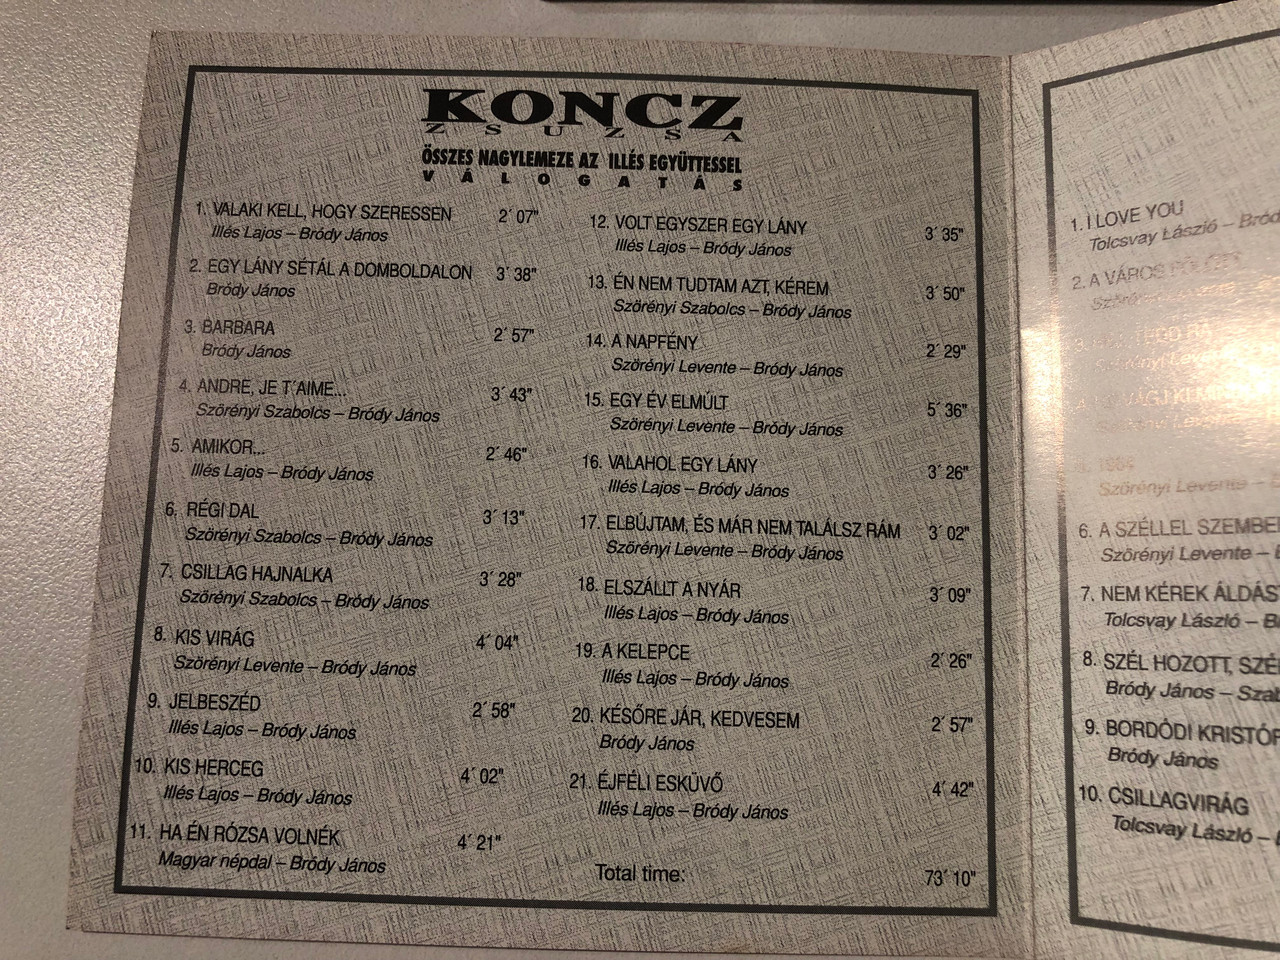 KONCZ
ZSUZSA
ÖSSZES NAGYLEMEZE AZ ILLÉS EGYÜTTESSEL
VÁLOGATÁS
1. VALAKI KELL, HOGY SZERESSEN 2´07"
Illés Lajos – Bródy János
2. EGY LÁNY SÉTÁL A DOMBOLDALON 3´38"
Bródy János
3. BARBARA 2´57"
Bródy János
4. ANDRE, JE T´AIME... 3´43"
Szörényi Szabolcs – Bródy János
5. AMIKOR... 2´46"
Illés Lajos – Bródy János
6. RÉGI DAL 3´13"
Szörényi Szabolcs – Bródy János
7. CSILLAG HAJNALKA 3´28"
Szörényi Szabolcs – Bródy János
8. KIS VIRÁG 4´04"
Szörényi Levente – Bródy János
9. JELBESZÉD 2´58"
Illés Lajos – Bródy János
10. KIS HERCEG 4´02"
Illés Lajos – Bródy János
11. HA ÉN RÓZSA VOLNÉK 4´21"
Magyar népdal – Bródy János
12. VOLT EGYSZER EGY LÁNY 3´35"
Illés Lajos – Bródy János
13. ÉN NEM TUDTAM AZT, KÉREM 3´50"
Szörényi Szabolcs – Bródy János
14. A NAPFÉNY 2´29"
Szörényi Levente – Bródy János
15. EGY ÉV ELMÚLT 5´36"
Szörényi Levente – Bródy János
16. VALAHOL EGY LÁNY 3´26"
Illés Lajos – Bródy János
17. ELBÚJTAM, ÉS MÁR NEM TALÁLSZ RÁM 3´02"
Szörényi Levente – Bródy János
18. ELSZÁLLT A NYÁR 3´09"
Illés Lajos – Bródy János
19. A KELEPCE 2´26"
Illés Lajos – Bródy János
20. KÉSŐRE JÁR, KEDVESEM 2´57"
Bródy János
21. ÉJFÉLI ESKÜVŐ 4´42"
Illés Lajos – Bródy János
Total time: 73´10"
1. I LOVE YOU
Tolcsvay László – Bród
2. A VÁROS
6. A SZÉLLEL SZEMBE
Szörényi Levente –
7. NEM KÉREK ÁLDÁS
Tolcsvay László – B
8. SZÉL HOZOTT, SZÉ
Bródy János – Szab
9. BORDÓDI KRISTÓF
Bródy János
10. CSILLAGVIRÁG
Tolcsvay László –